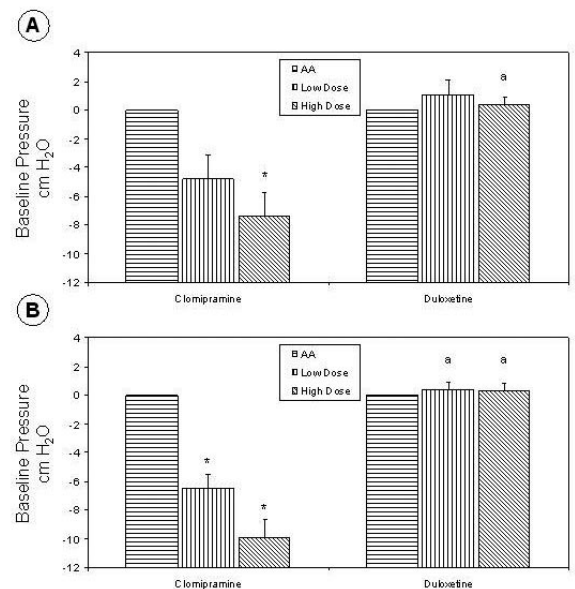 A
4
2
0
-2
-4
-6
-8
-10
-12
Baseline Pressure
cm H₂O
AA
Low Dose
High Dose
*
a
Clomipramine
Duloxetine
B
4
2
0
-2
-4
-6
-8
-10
-12
Baseline Pressure
cm H₂O
AA
Low Dose
High Dose
*
*
a
a
Clomipramine
Duloxetine